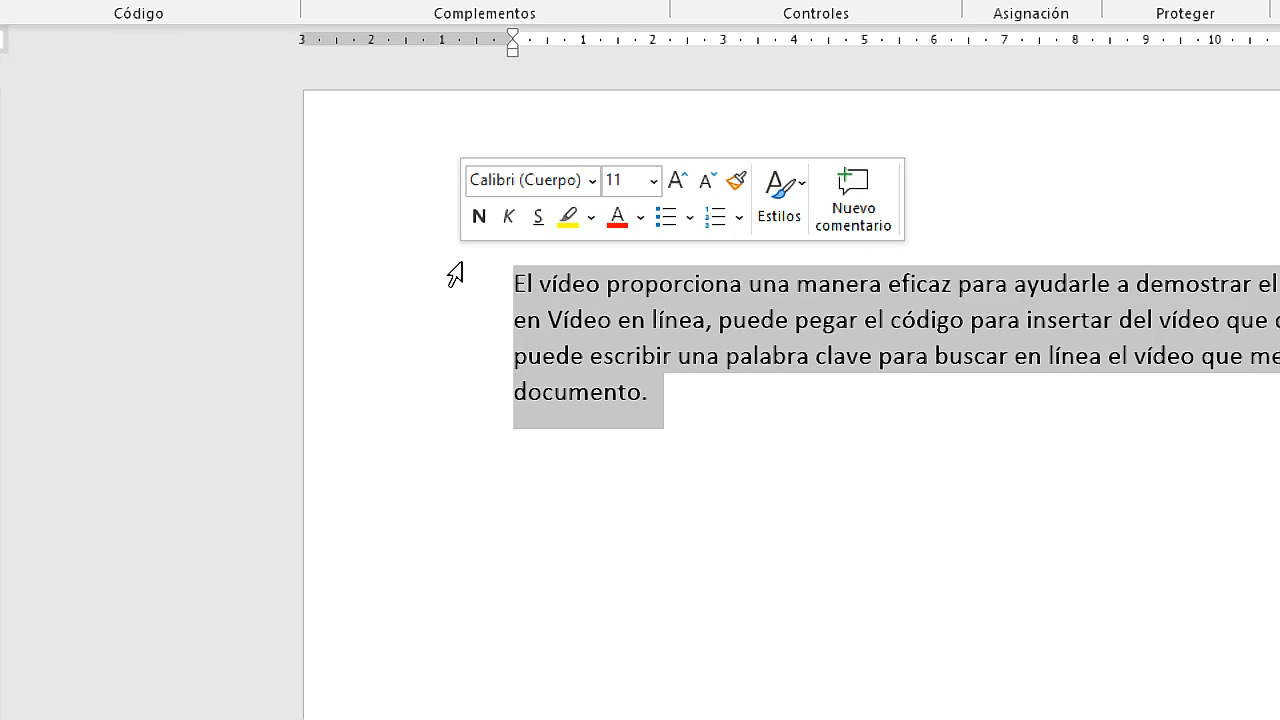 Código Complementos Controles Asignación Proteger
3 2 1 1 2 3 4 5 6 7 8 9 10
Calibri (Cuerpo) 11
N K S A Estilos Nuevo
comentario
El vídeo proporciona una manera eficaz para ayudarle a demostrar el
en Vídeo en línea, puede pegar el código para insertar del vídeo que
puede escribir una palabra clave para buscar en línea el vídeo que me
documento.